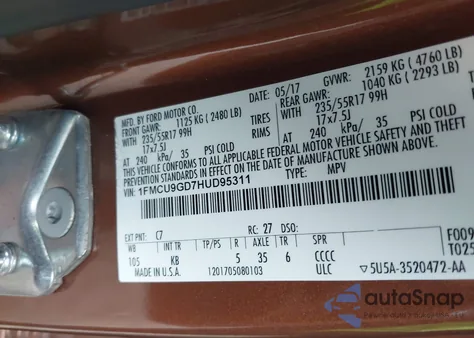 MFD. BY FORD MOTOR CO.
05/17 GVWR: 2159 KG ( 4760 LB)
FRONT GAWR: 1125 KG ( 2480 LB) REAR GAWR: 1040 KG ( 2293 LB)
WITH 235/55R17 99H TIRES WITH 235/55R17 99H
17x7.5J RIMS 17x7.5J
AT 240 kPa/ 35 PSI COLD AT 240 kPa/ 35 PSI COLD
THIS VEHICLE CONFORMS TO ALL APPLICABLE FEDERAL MOTOR VEHICLE SAFETY AND THEFT PREVENTION STANDARDS IN EFFECT ON THE DATE OF MANUFACTURE SHOWN ABOVE.
VIN: 1FMCU9GD7HUD95311 TYPE: MPV
EXT PNT: C7 RC: 27 DSO:
WB INT TR TP/PS R AXLE TR SPR
105 KB 5 35 6 CCCC
MADE IN U.S.A. 1201705080103 ULC
F009
T025
▽5U5A-3520472-AA
autoSnap